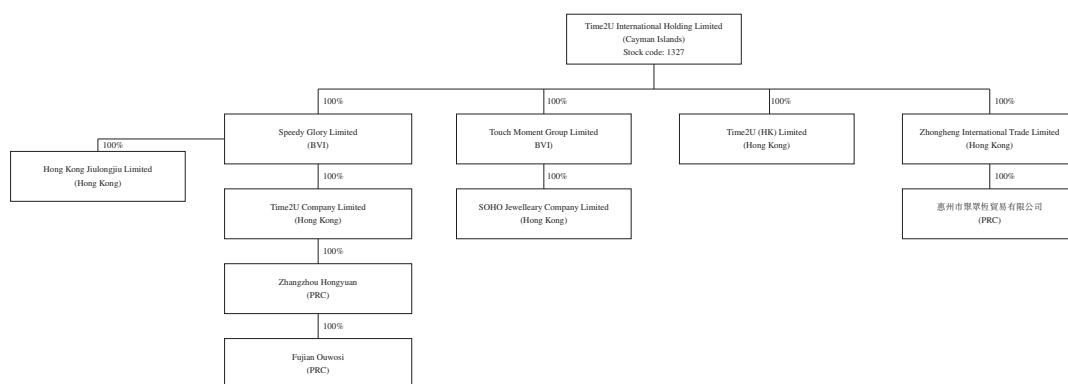 Time2U International Holding Limited
(Cayman Islands)
Stock code: 1327
100%
100%
100%
100%
Speedy Glory Limited
(BVI)
Touch Moment Group Limited
BVI)
Time2U (HK) Limited
(Hong Kong)
Zhongheng International Trade Limited
(Hong Kong)
100%
Hong Kong Jiulongjiu Limited
(Hong Kong)
100%
100%
100%
Time2U Company Limited
(Hong Kong)
SOHO Jewelleary Company Limited
(Hong Kong)
惠州市聚眾恆貿易有限公司
(PRC)
100%
Zhangzhou Hongyuan
(PRC)
100%
Fujian Ouwosi
(PRC)